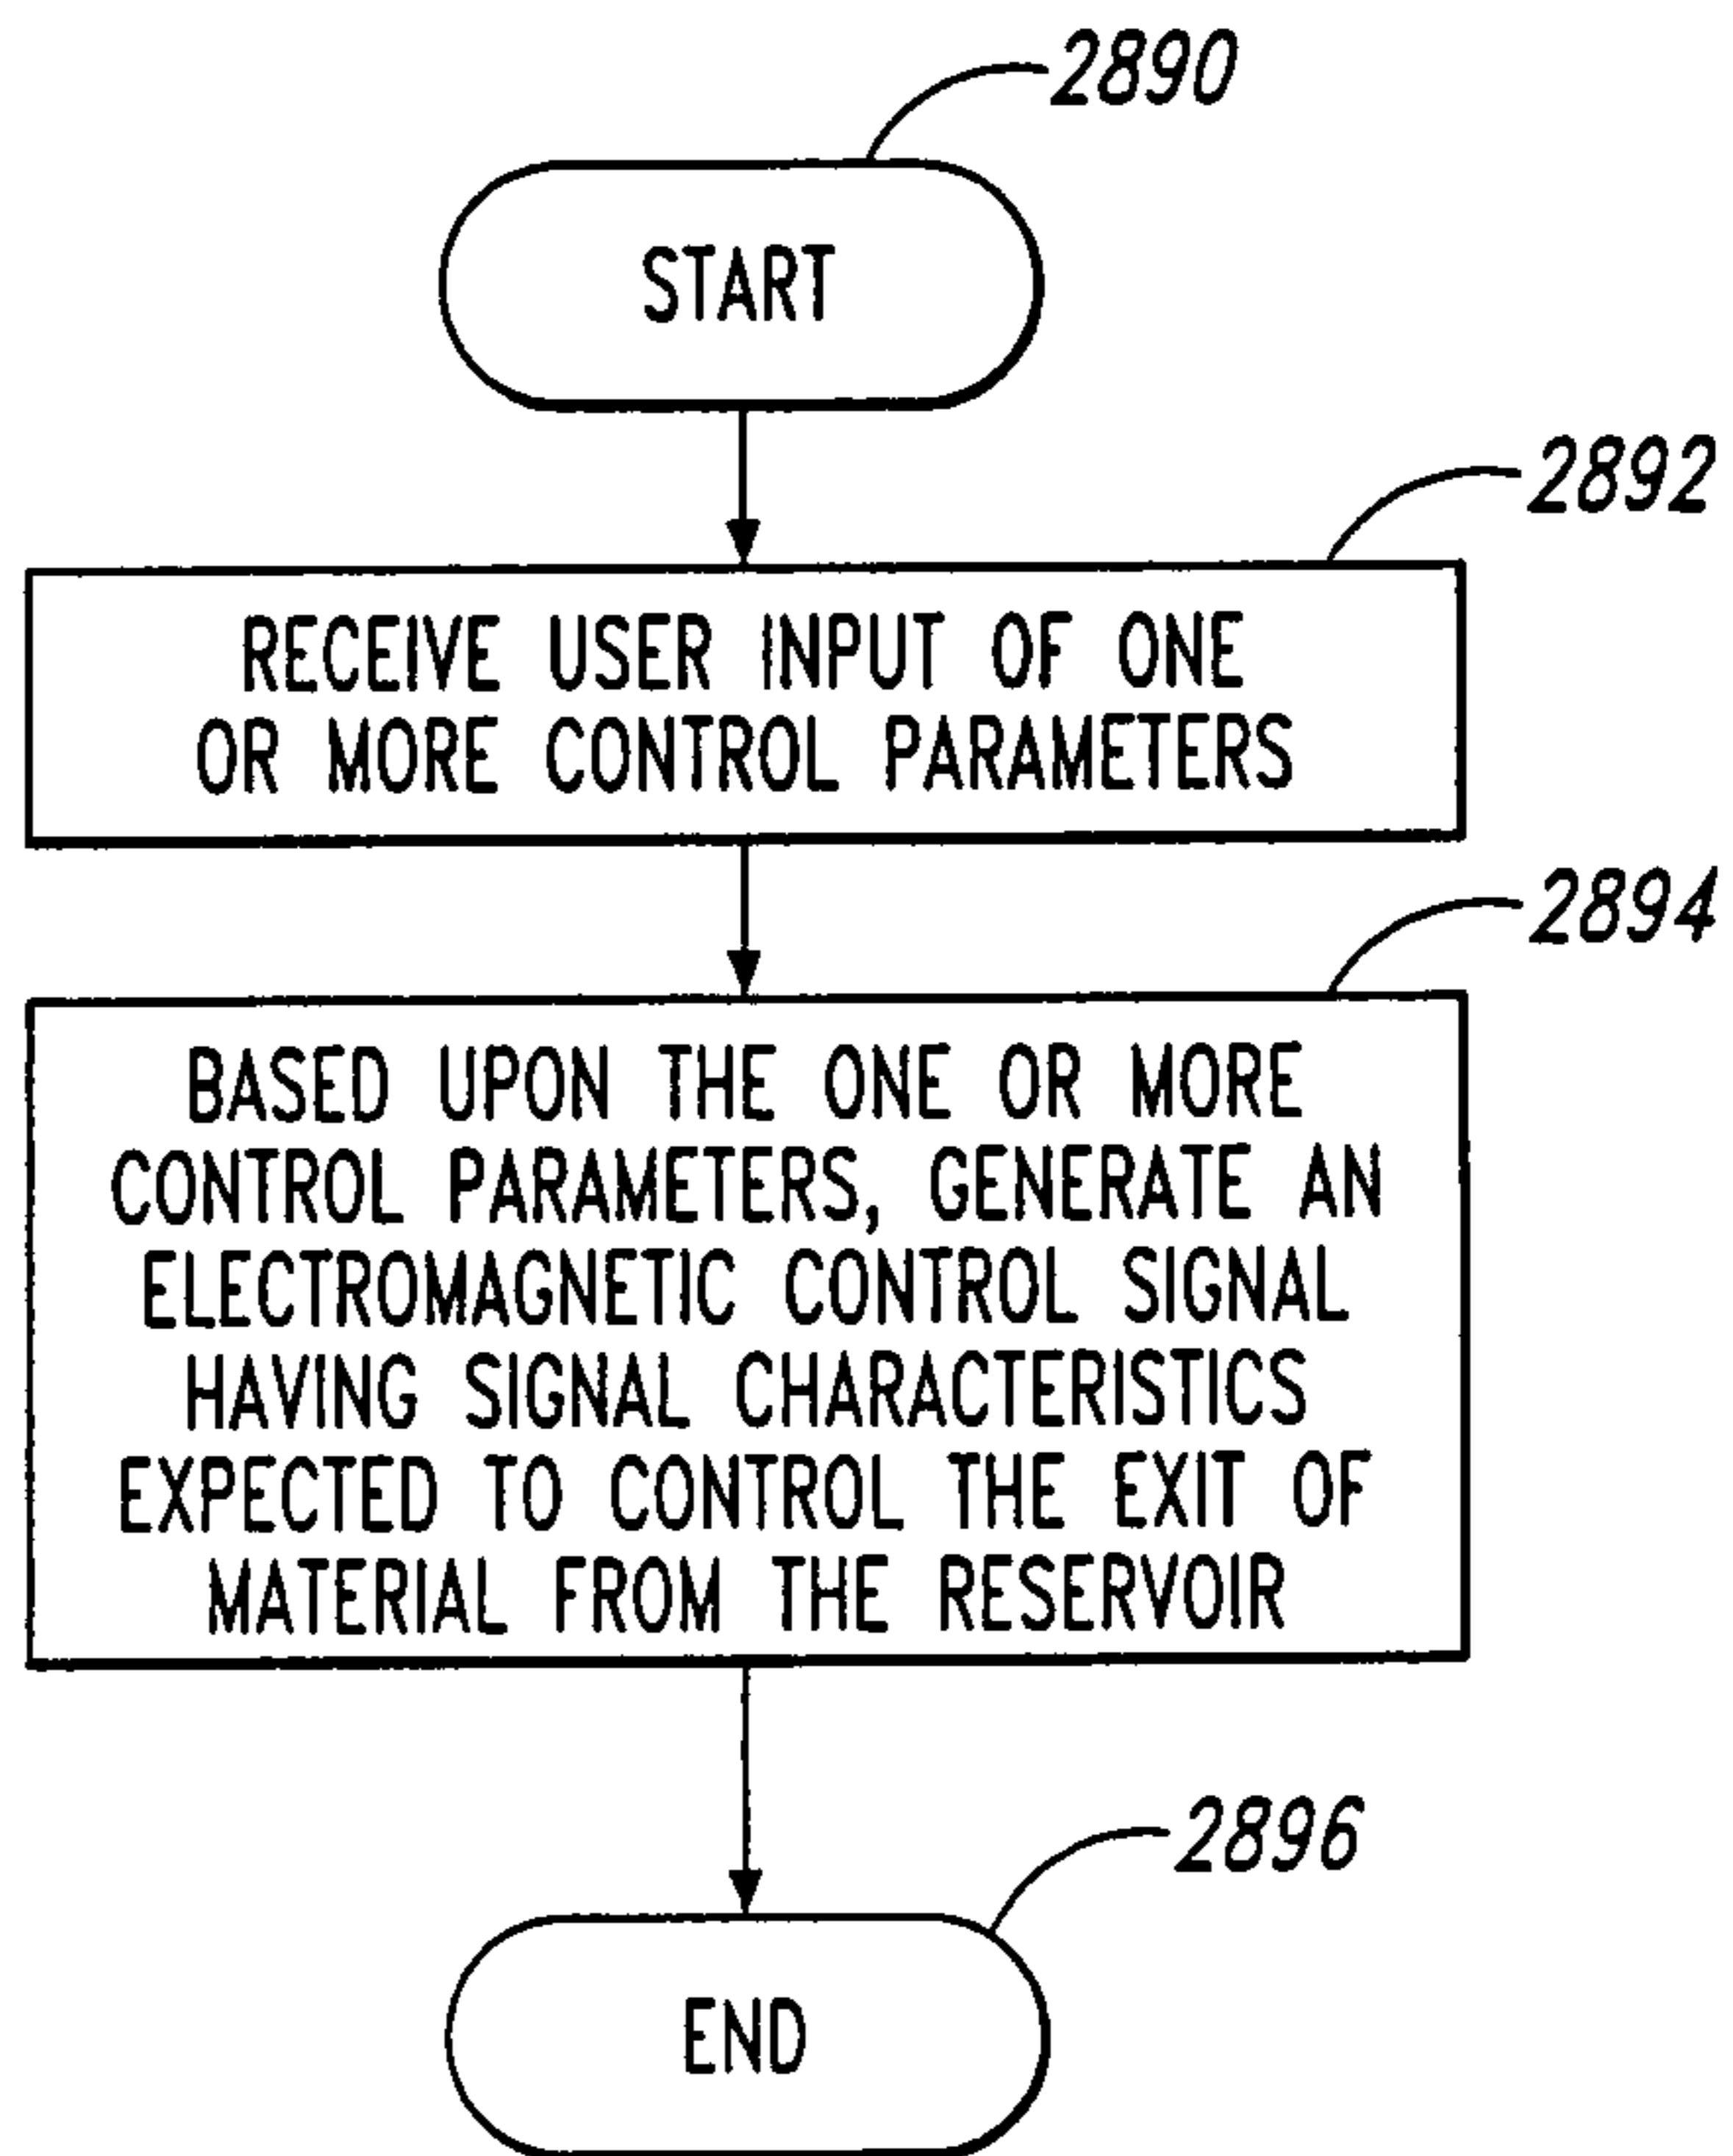 2890
START
2892
RECEIVE USER INPUT OF ONE
OR MORE CONTROL PARAMETERS
2894
BASED UPON THE ONE OR MORE
CONTROL PARAMETERS, GENERATE AN
ELECTROMAGNETIC CONTROL SIGNAL
HAVING SIGNAL CHARACTERISTICS
EXPECTED TO CONTROL THE EXIT OF
MATERIAL FROM THE RESERVOIR
2896
END